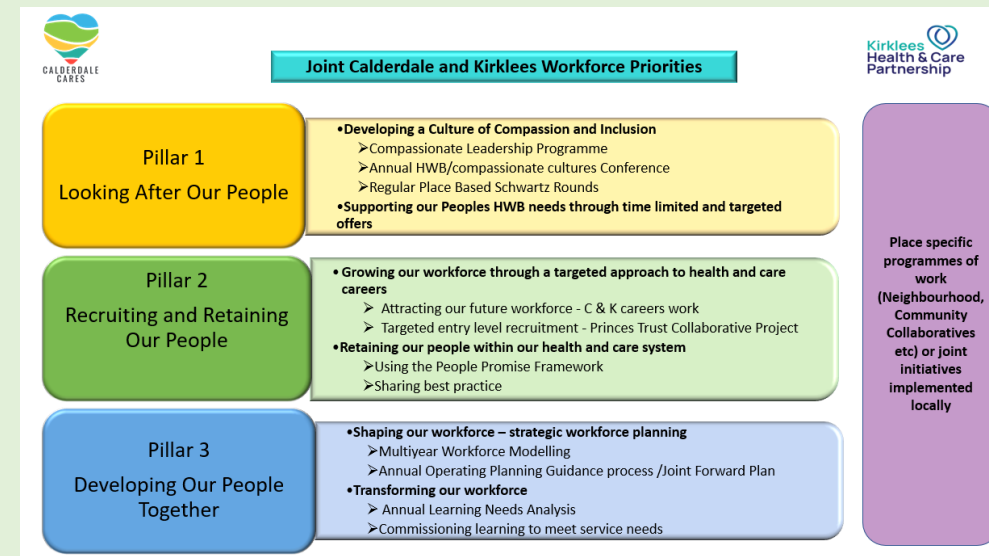 CALDERDALE
CARES
Joint Calderdale and Kirklees Workforce Priorities
Kirklees
Health & Care
Partnership
Pillar 1
Looking After Our People
•Developing a Culture of Compassion and Inclusion
➢Compassionate Leadership Programme
➢Annual HWB/compassionate cultures Conference
➢Regular Place Based Schwartz Rounds
•Supporting our Peoples HWB needs through time limited and targeted
offers
Pillar 2
Recruiting and Retaining
Our People
• Growing our workforce through a targeted approach to health and care
careers
➢ Attracting our future workforce - C & K careers work
➢ Targeted entry level recruitment - Princes Trust Collaborative Project
•Retaining our people within our health and care system
➢Using the People Promise Framework
➢Sharing best practice
Pillar 3
Developing Our People
Together
•Shaping our workforce – strategic workforce planning
➢Multiyear Workforce Modelling
➢Annual Operating Planning Guidance process /Joint Forward Plan
•Transforming our workforce
➢ Annual Learning Needs Analysis
➢Commissioning learning to meet service needs
Place specific
programmes of
work
(Neighbourhood,
Community
Collaboratives
etc) or joint
initiatives
implemented
locally